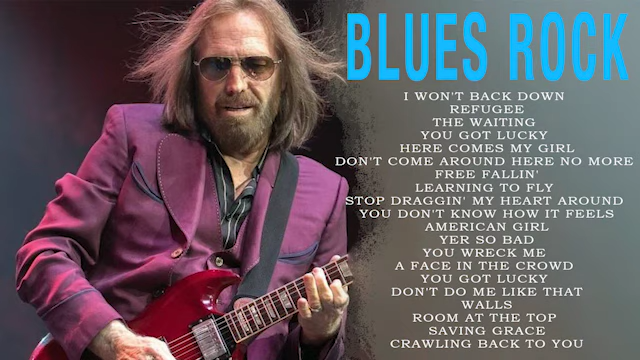 BLUES ROCK
I WON'T BACK DOWN
REFUGEE
THE WAITING
YOU GOT LUCKY
HERE COMES MY GIRL
DON'T COME AROUND HERE NO MORE
FREE FALLIN'
LEARNING TO FLY
STOP DRAGGIN' MY HEART AROUND
YOU DON'T KNOW HOW IT FEELS
AMERICAN GIRL
YER SO BAD
YOU WRECK ME
A FACE IN THE CROWD
YOU GOT LUCKY
DON'T DO ME LIKE THAT
WALLS
ROOM AT THE TOP
SAVING GRACE
CRAWLING BACK TO YOU